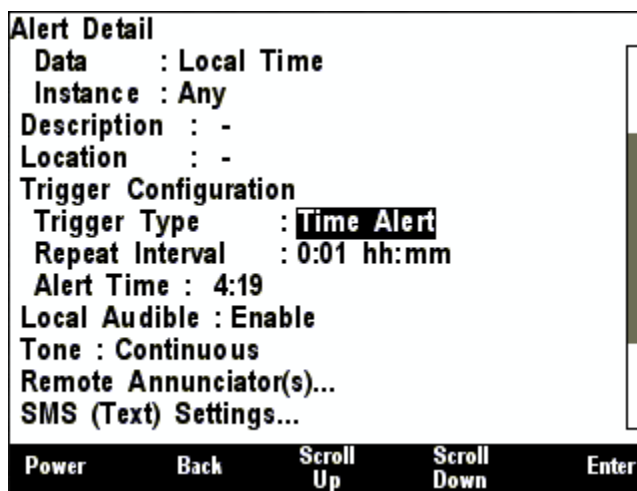 Alert Detail
Data : Local Time
Instance : Any
Description : -
Location : -
Trigger Configuration
Trigger Type : Time Alert
Repeat Interval : 0:01 hh:mm
Alert Time : 4:19
Local Audible : Enable
Tone : Continuous
Remote Annunciator(s)...
SMS (Text) Settings...
Power Back Scroll Up Scroll Down Enter